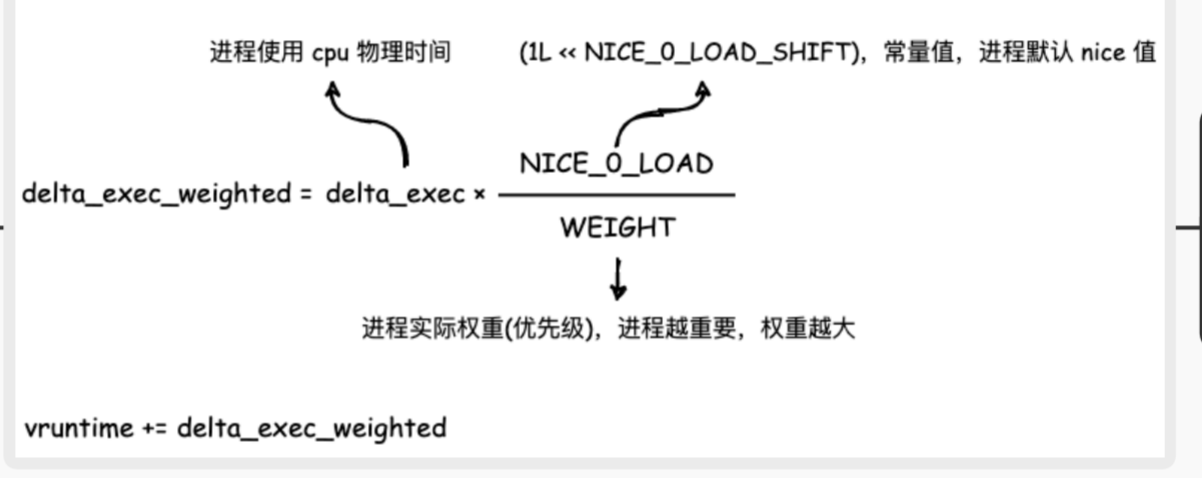 进程使用 cpu 物理时间
(1L << NICE_0_LOAD_SHIFT)，常量值，进程默认 nice 值
delta_exec_weighted = delta_exec ×
NICE_0_LOAD
WEIGHT
进程实际权重(优先级)，进程越重要，权重越大
vruntime += delta_exec_weighted